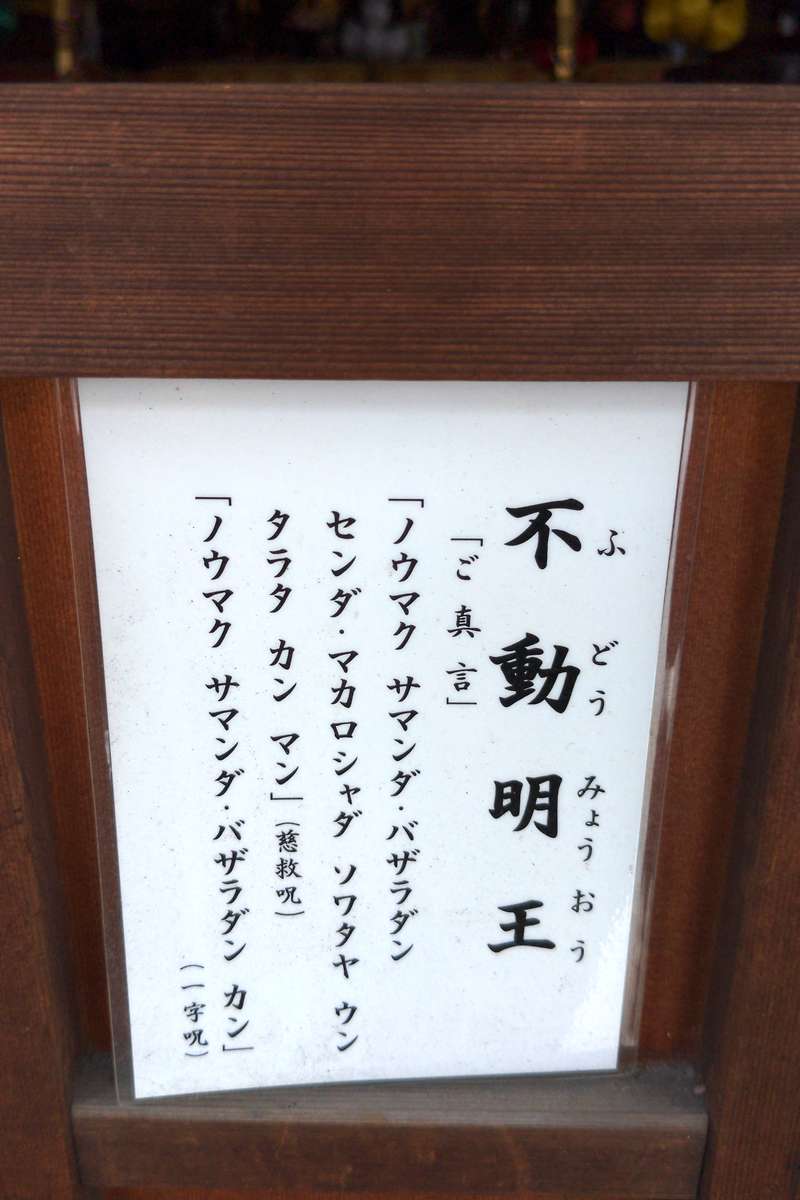 不動明王
ふどうみょうおう
「ご真言」
「ノウマク サマンダ・バザラダン
センダ・マカロシャダ ソワタヤ ウン
タラタ カン マン」(慈救呪)
「ノウマク サマンダ・バザラダン カン」
(一字呪)